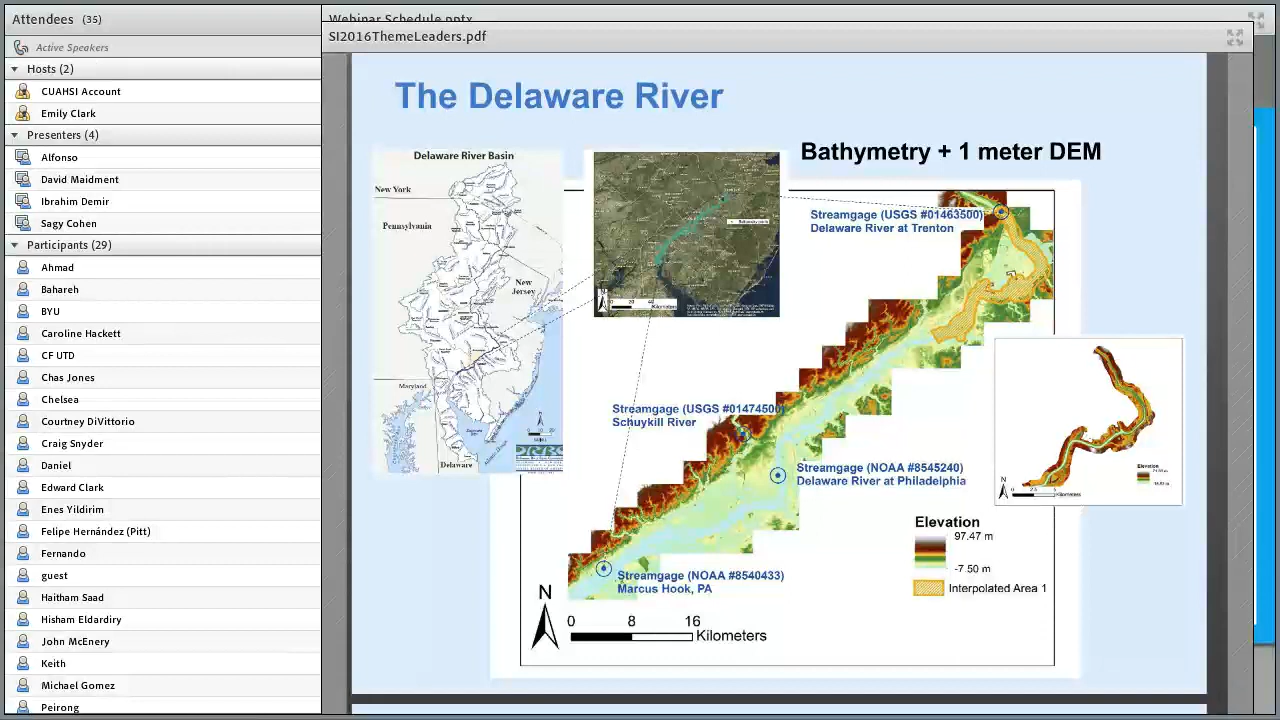 Attendees (35)
Active Speakers
Hosts (2)
CUAHSI Account
Emily Clark
Presenters (4)
Alfonso
David Maidment
Ibrahim Demir
Sagy Cohen
Participants (29)
Ahmad
Bahareh
BYU
Caroline Hackett
CF UTD
Chas Jones
Chelsea
Courtney DiVittorio
Craig Snyder
Daniel
Edward Clark
Enes Yildirim
Felipe Hernández (Pitt)
Fernando
guest
Haitham Saad
Hisham Eldardiry
John McEnery
Keith
Michael Gomez
Peirong
Webinar Schedule.pptx
SI2016ThemeLeaders.pdf
The Delaware River
Bathymetry + 1 meter DEM
Delaware River Basin
New York
Pennsylvania
New
Jersey
Maryland
Delaware
Kilometers
Streamgage (USGS #01463500)
Delaware River at Trenton
Streamgage (USGS #01474500)
Schuykill River
Streamgage (NOAA #8545240)
Delaware River at Philadelphia
Streamgage (NOAA #8540433)
Marcus Hook, PA
Elevation
97.47 m
-7.50 m
Interpolated Area 1
N
0 8 16
Kilometers
Elevation
N
Kilometers